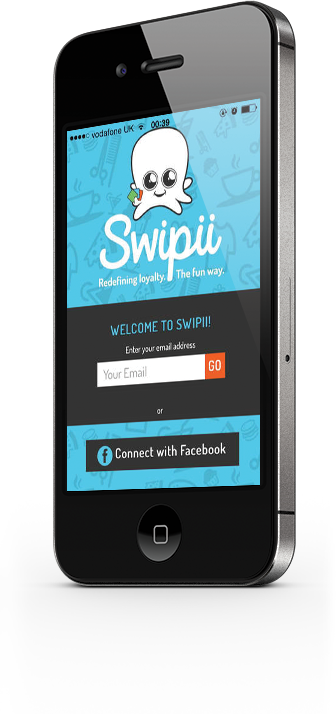 vodafone UK 00:39
Swipii
Redefining loyalty. The fun way.
WELCOME TO SWIPII!
Enter your email address
Your Email GO
or
f Connect with Facebook